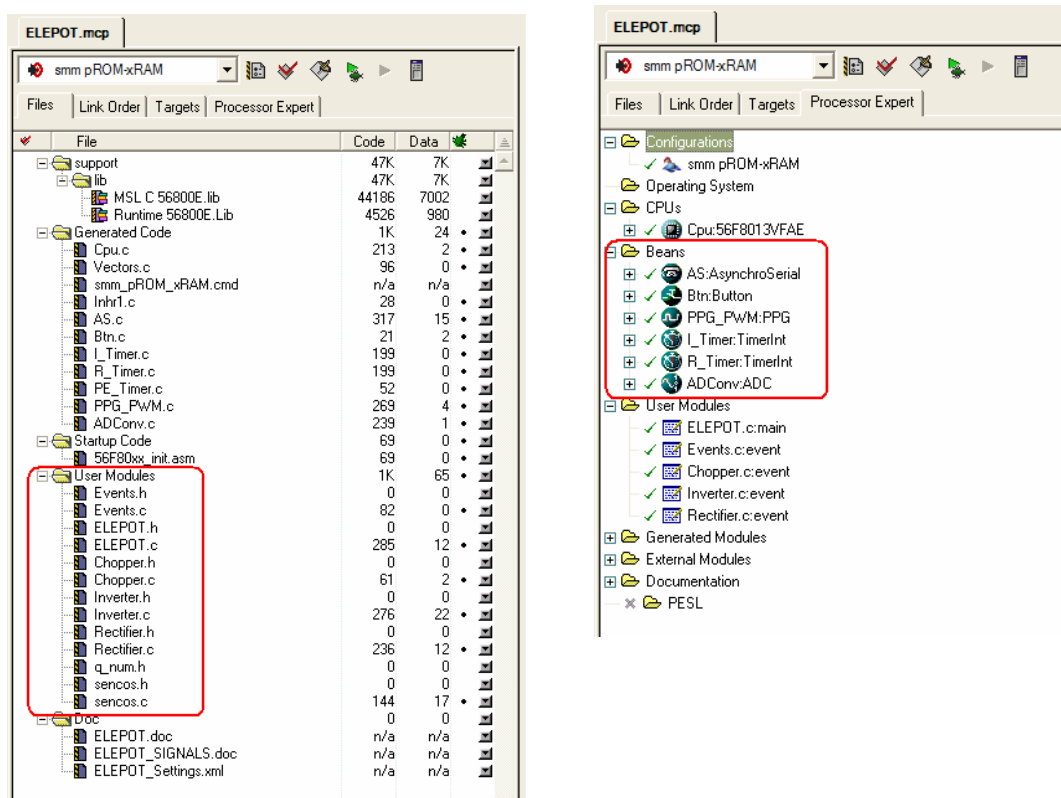 ELEPOT.mcp
smm pROM-xRAM
Files Link Order Targets Processor Expert
File Code Data
support 47K 7K
lib 47K 7K
MSL C 56800E.lib 44186 7002
Runtime 56800E.Lib 4526 980
Generated Code 1K 24
Cpu.c 213 2
Vectors.c 96 0
smm_pROM_xRAM.cmd n/a n/a
Inhr1.c 28 0
AS.c 317 15
Btn.c 21 2
I_Timer.c 199 0
R_Timer.c 199 0
PE_Timer.c 52 0
PPG_PWM.c 269 4
ADConv.c 239 1
Startup Code 69 0
56F80xx_init.asm 69 0
User Modules 1K 65
Events.h 0 0
Events.c 82 0
ELEPOT.h 0 0
ELEPOT.c 285 12
Chopper.h 0 0
Chopper.c 61 2
Inverter.h 0 0
Inverter.c 276 22
Rectifier.h 0 0
Rectifier.c 236 12
q_num.h 0 0
sencos.h 0 0
sencos.c 144 17
Doc 0 0
ELEPOT.doc n/a n/a
ELEPOT_SIGNALS.doc n/a n/a
ELEPOT_Settings.xml n/a n/a
ELEPOT.mcp
smm pROM-xRAM
Files Link Order Targets Processor Expert
Configurations
smm pROM-xRAM
Operating System
CPUs
Cpu:56F8013VFAE
Beans
AS:AsynchroSerial
Btn:Button
PPG_PWM:PPG
I_Timer:TimerInt
R_Timer:TimerInt
ADConv:ADC
User Modules
ELEPOT.c:main
Events.c:event
Chopper.c:event
Inverter.c:event
Rectifier.c:event
Generated Modules
External Modules
Documentation
PESL